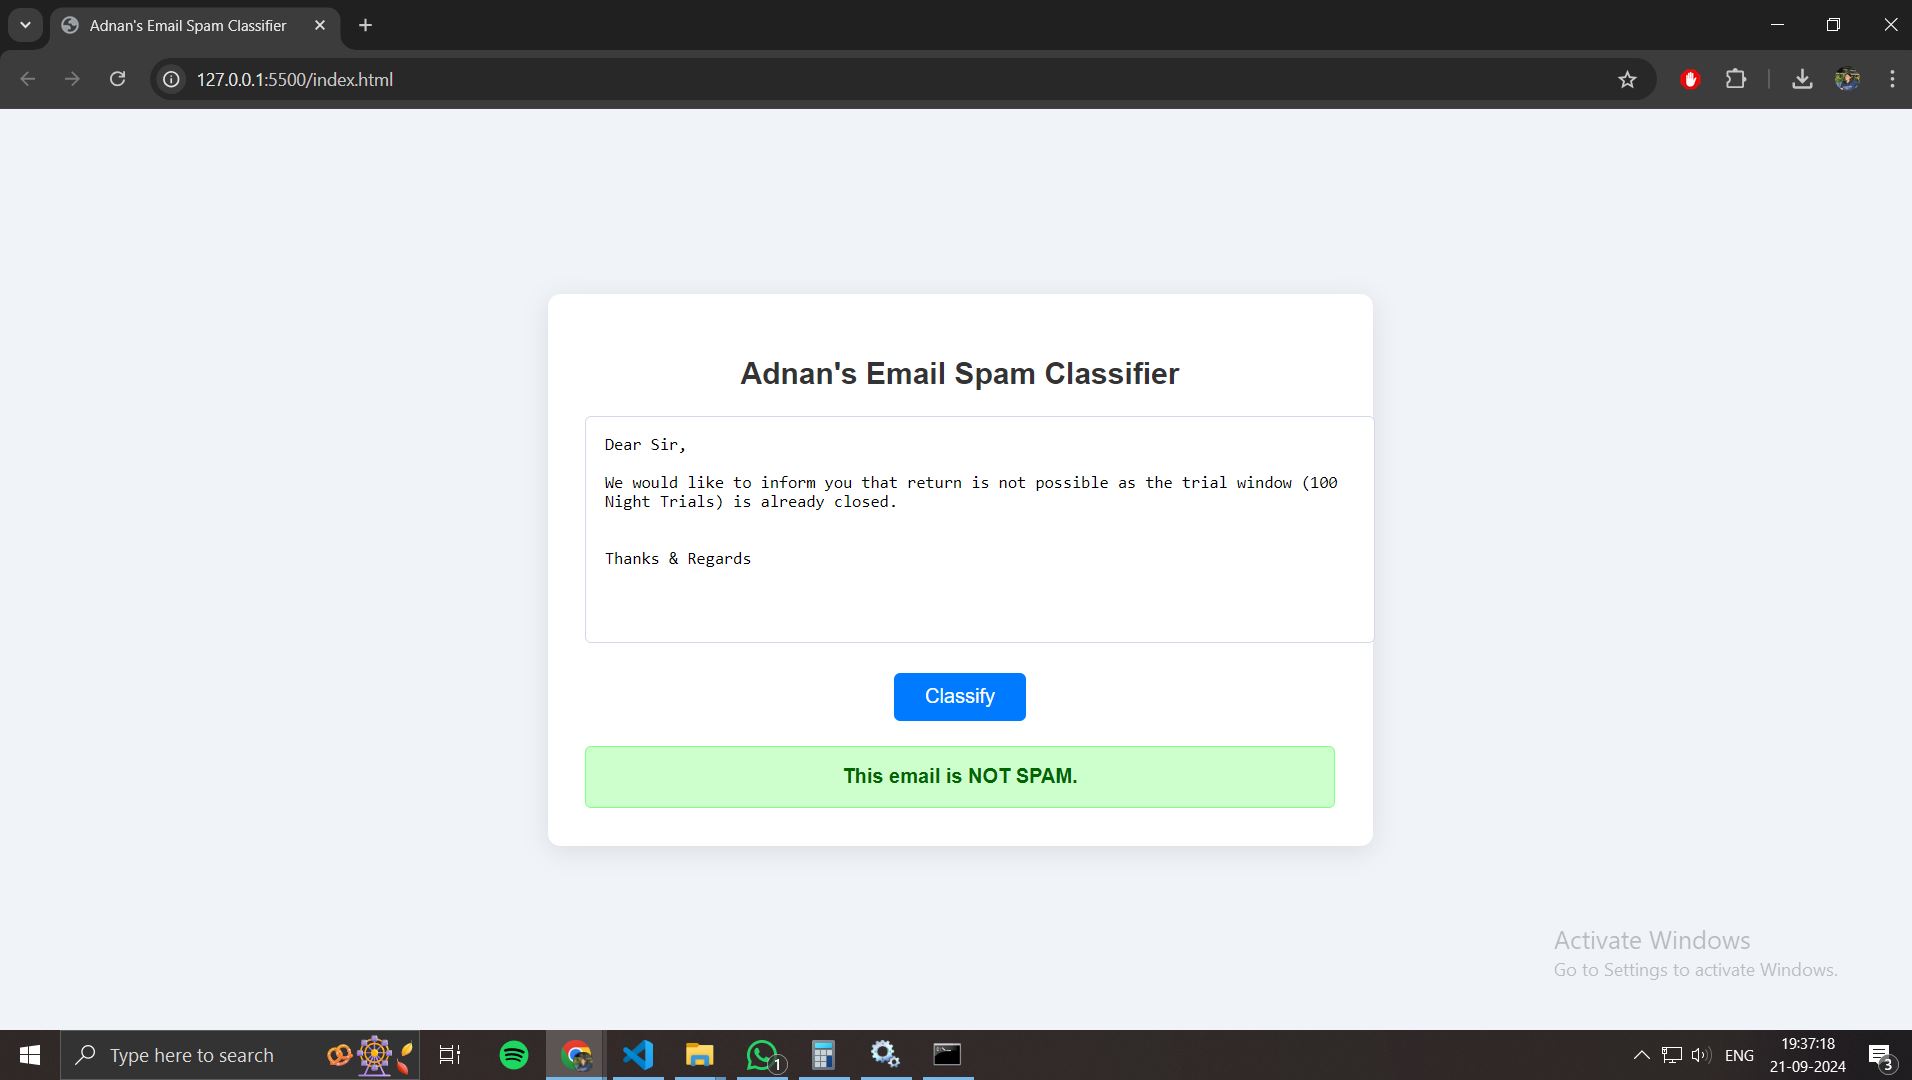 Adnan's Email Spam Classifier
127.0.0.1:5500/index.html
Adnan's Email Spam Classifier
Dear Sir,
We would like to inform you that return is not possible as the trial window (100
Night Trials) is already closed.
Thanks & Regards
Classify
This email is NOT SPAM.
Activate Windows
Go to Settings to activate Windows.
Type here to search
1
ENG
19:37:18
21-09-2024
3